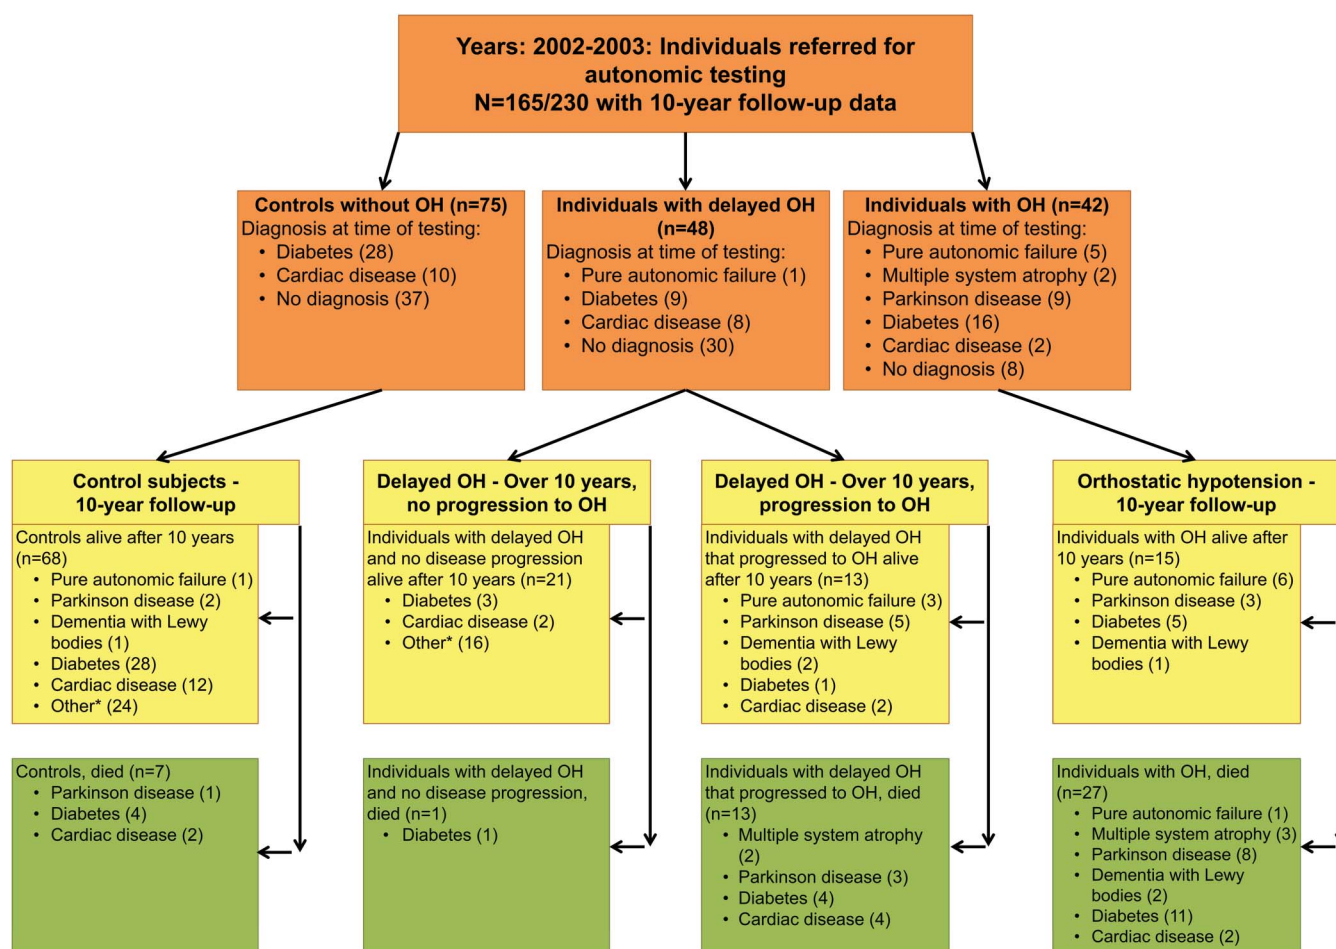 Years: 2002-2003: Individuals referred for
autonomic testing
N=165/230 with 10-year follow-up data
Controls without OH (n=75)
Diagnosis at time of testing:
• Diabetes (28)
• Cardiac disease (10)
• No diagnosis (37)
Individuals with delayed OH
(n=48)
Diagnosis at time of testing:
• Pure autonomic failure (1)
• Diabetes (9)
• Cardiac disease (8)
• No diagnosis (30)
Individuals with OH (n=42)
Diagnosis at time of testing:
• Pure autonomic failure (5)
• Multiple system atrophy (2)
• Parkinson disease (9)
• Diabetes (16)
• Cardiac disease (2)
• No diagnosis (8)
Control subjects -
10-year follow-up
Controls alive after 10 years
(n=68)
• Pure autonomic failure (1)
• Parkinson disease (2)
• Dementia with Lewy
bodies (1)
• Diabetes (28)
• Cardiac disease (12)
• Other* (24)
Delayed OH - Over 10 years,
no progression to OH
Individuals with delayed OH
and no disease progression
alive after 10 years (n=21)
• Diabetes (3)
• Cardiac disease (2)
• Other* (16)
Delayed OH - Over 10 years,
progression to OH
Individuals with delayed OH
that progressed to OH alive
after 10 years (n=13)
• Pure autonomic failure (3)
• Parkinson disease (5)
• Dementia with Lewy
bodies (2)
• Diabetes (1)
• Cardiac disease (2)
Orthostatic hypotension -
10-year follow-up
Individuals with OH alive after
10 years (n=15)
• Pure autonomic failure (6)
• Parkinson disease (3)
• Diabetes (5)
• Dementia with Lewy
bodies (1)
Controls, died (n=7)
• Parkinson disease (1)
• Diabetes (4)
• Cardiac disease (2)
Individuals with delayed OH
and no disease progression,
died (n=1)
• Diabetes (1)
Individuals with delayed OH
that progressed to OH, died
(n=13)
• Multiple system atrophy
(2)
• Parkinson disease (3)
• Diabetes (4)
• Cardiac disease (4)
Individuals with OH, died
(n=27)
• Pure autonomic failure (1)
• Multiple system atrophy (3)
• Parkinson disease (8)
• Dementia with Lewy
bodies (2)
• Diabetes (11)
• Cardiac disease (2)